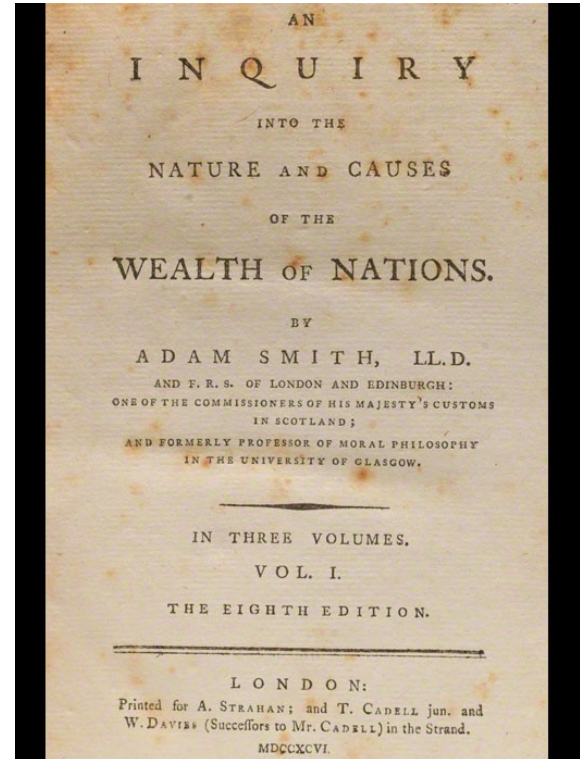 AN
INQUIRY
INTO THE
NATURE AND CAUSES
OF THE
WEALTH OF NATIONS.
BY
ADAM SMITH, LL.D.
AND F. R. S. OF LONDON AND EDINBURGH:
ONE OF THE COMMISSIONERS OF HIS MAJESTY'S CUSTOMS
IN SCOTLAND;
AND FORMERLY PROFESSOR OF MORAL PHILOSOPHY
IN THE UNIVERSITY OF GLASGOW.
IN THREE VOLUMES.
VOL. I.
THE EIGHTH EDITION.
LONDON:
Printed for A. STRAHAN; and T. CADELL jun. and
W. DAVIES (Succeſſors to Mr. CADELL) in the Strand.
MDCCXCVI.